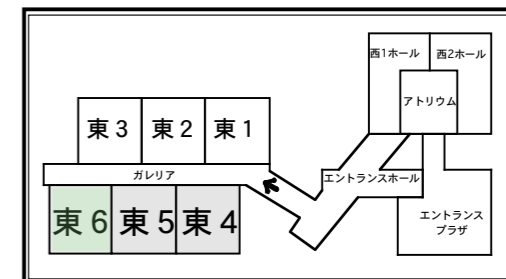 西1ホール 西2ホール
アトリウム
東3 東2 東1
ガレリア
エントランスホール
東6 東5 東4
エントランス
プラザ